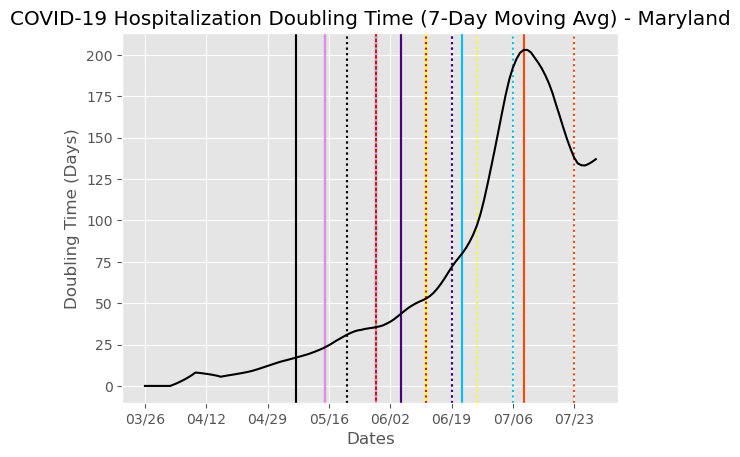 COVID-19 Hospitalization Doubling Time (7-Day Moving Avg) - Maryland
Doubling Time (Days)
200
175
150
125
100
75
50
25
0
03/26 04/12 04/29 05/16 06/02 06/19 07/06 07/23
Dates